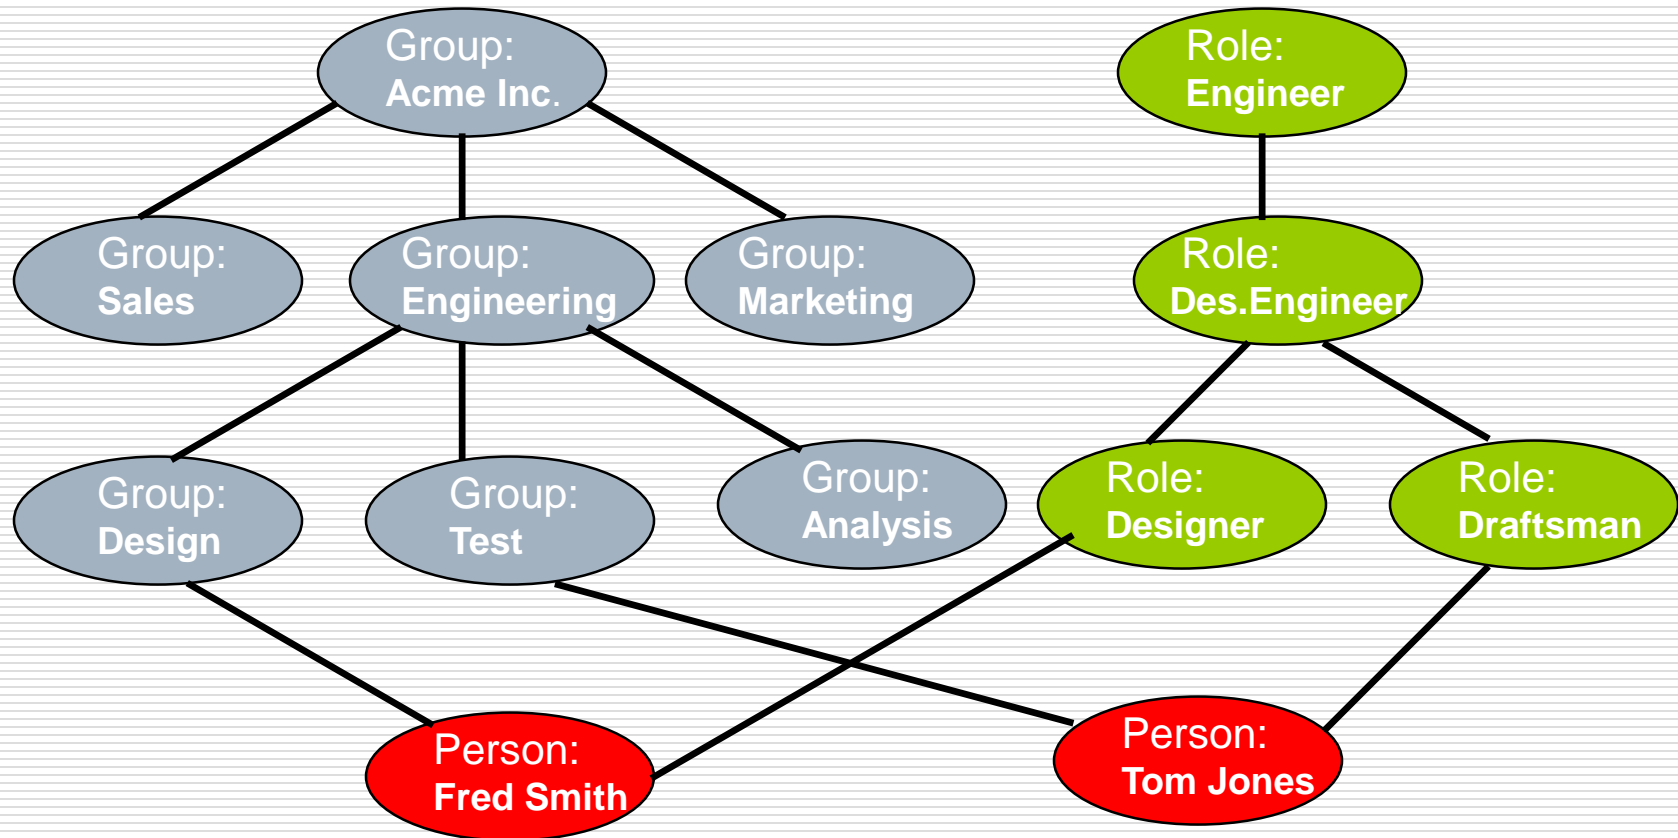 Group:
Acme Inc.
Role:
Engineer
Group:
Sales
Group:
Engineering
Group:
Marketing
Role:
Des.Engineer
Group:
Design
Group:
Test
Group:
Analysis
Role:
Designer
Role:
Draftsman
Person:
Fred Smith
Person:
Tom Jones